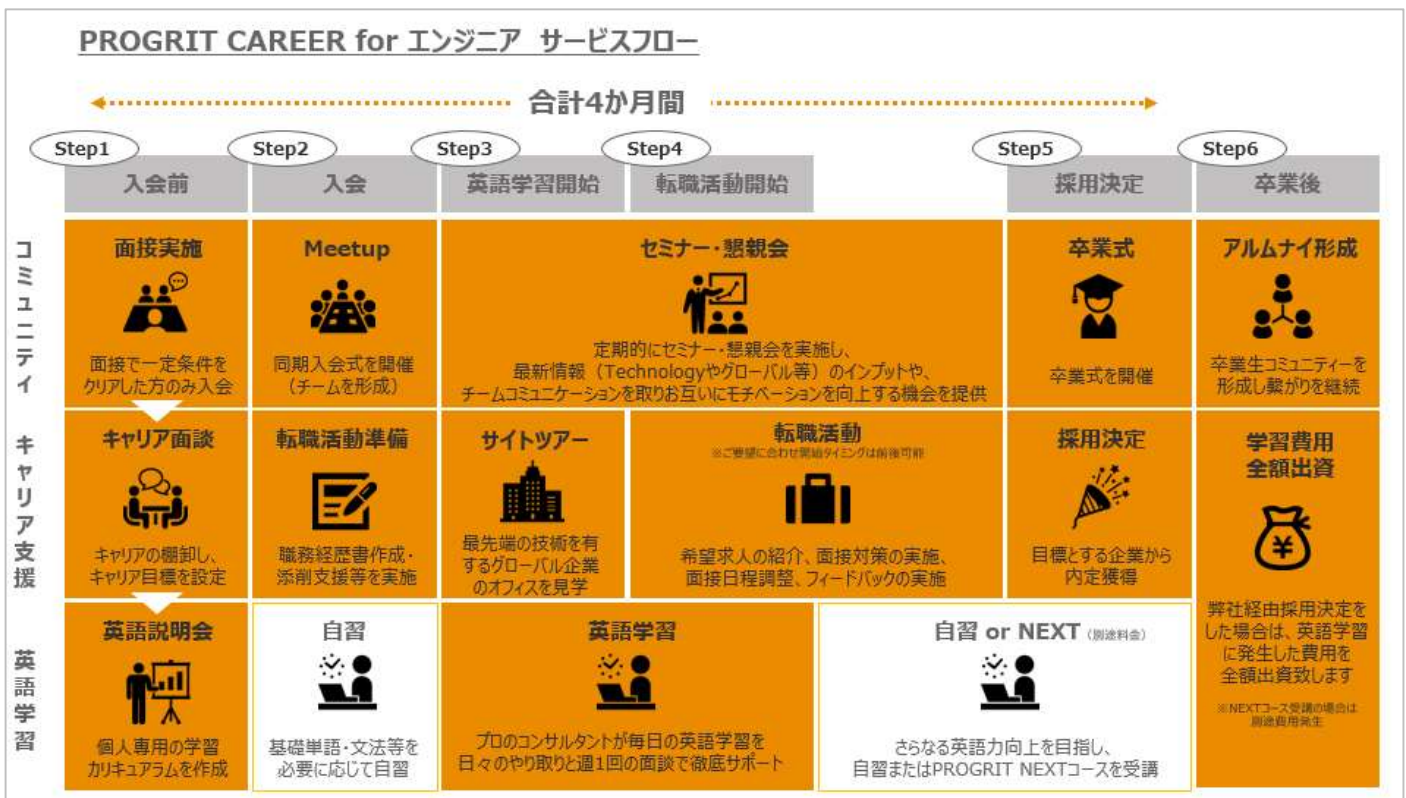 PROGRIT CAREER for エンジニア サービスフロー
合計4か月間
Step1
Step2
Step3
Step4
Step5
Step6
入会前
入会
英語学習開始
転職活動開始
採用決定
卒業後
コミュニティ
面接実施
面接で一定条件を
クリアした方のみ入会
Meetup
同期入会式を開催
（チームを形成）
セミナー・懇親会
定期的にセミナー・懇親会を実施し、
最新情報（Technologyやグローバル等）のインプットや、
チームコミュニケーションを取りお互いにモチベーションを向上する機会を提供
卒業式
卒業式を開催
アルムナイ形成
卒業生コミュニティーを
形成し繋がりを継続
キャリア支援
キャリア面談
キャリアの棚卸し、
キャリア目標を設定
転職活動準備
職務経歴書作成・
添削支援等を実施
サイトツアー
最先端の技術を有
するグローバル企業
のオフィスを見学
転職活動
※ご要望に合わせ開始タイミングは前後可能
希望求人の紹介、面接対策の実施、
面接日程調整、フィードバックの実施
採用決定
目標とする企業から
内定獲得
学習費用
全額出資
¥
弊社経由採用決定を
した場合は、英語学習
に発生した費用を
全額出資致します
※NEXTコース受講の場合は
別途費用発生
英語学習
英語説明会
個人専用の学習
カリキュアラムを作成
自習
基礎単語・文法等を
必要に応じて自習
英語学習
プロのコンサルタントが毎日の英語学習を
日々のやり取りと週1回の面談で徹底サポート
自習 or NEXT（別途料金）
さらなる英語力向上を目指し、
自習またはPROGRIT NEXTコースを受講